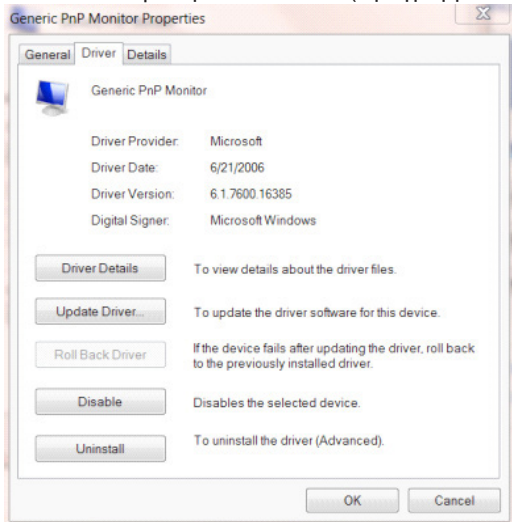 Generic PnP Monitor Properties
General Driver Details
Generic PnP Monitor
Driver Provider: Microsoft
Driver Date: 6/21/2006
Driver Version: 6.1.7600.16385
Digital Signer: Microsoft Windows
Driver Details To view details about the driver files.
Update Driver... To update the driver software for this device.
Roll Back Driver If the device fails after updating the driver, roll back
to the previously installed driver.
Disable Disables the selected device.
Uninstall To uninstall the driver (Advanced).
OK Cancel